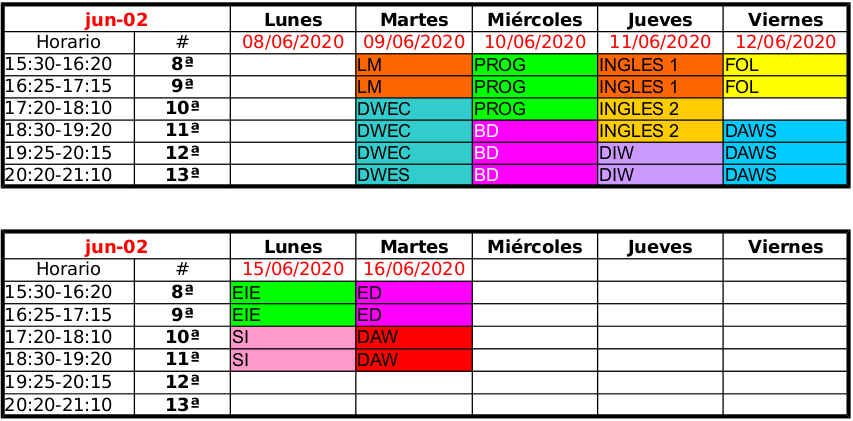 jun-02 Lunes Martes Miércoles Jueves Viernes
Horario # 08/06/2020 09/06/2020 10/06/2020 11/06/2020 12/06/2020
15:30-16:20 8ª LM PROG INGLES 1 FOL
16:25-17:15 9ª LM PROG INGLES 1 FOL
17:20-18:10 10ª DWEC PROG INGLES 2
18:30-19:20 11ª DWEC BD INGLES 2 DAWS
19:25-20:15 12ª DWEC BD DIW DAWS
20:20-21:10 13ª DWES BD DIW DAWS
jun-02 Lunes Martes Miércoles Jueves Viernes
Horario # 15/06/2020 16/06/2020
15:30-16:20 8ª EIE ED
16:25-17:15 9ª EIE ED
17:20-18:10 10ª SI DAW
18:30-19:20 11ª SI DAW
19:25-20:15 12ª
20:20-21:10 13ª